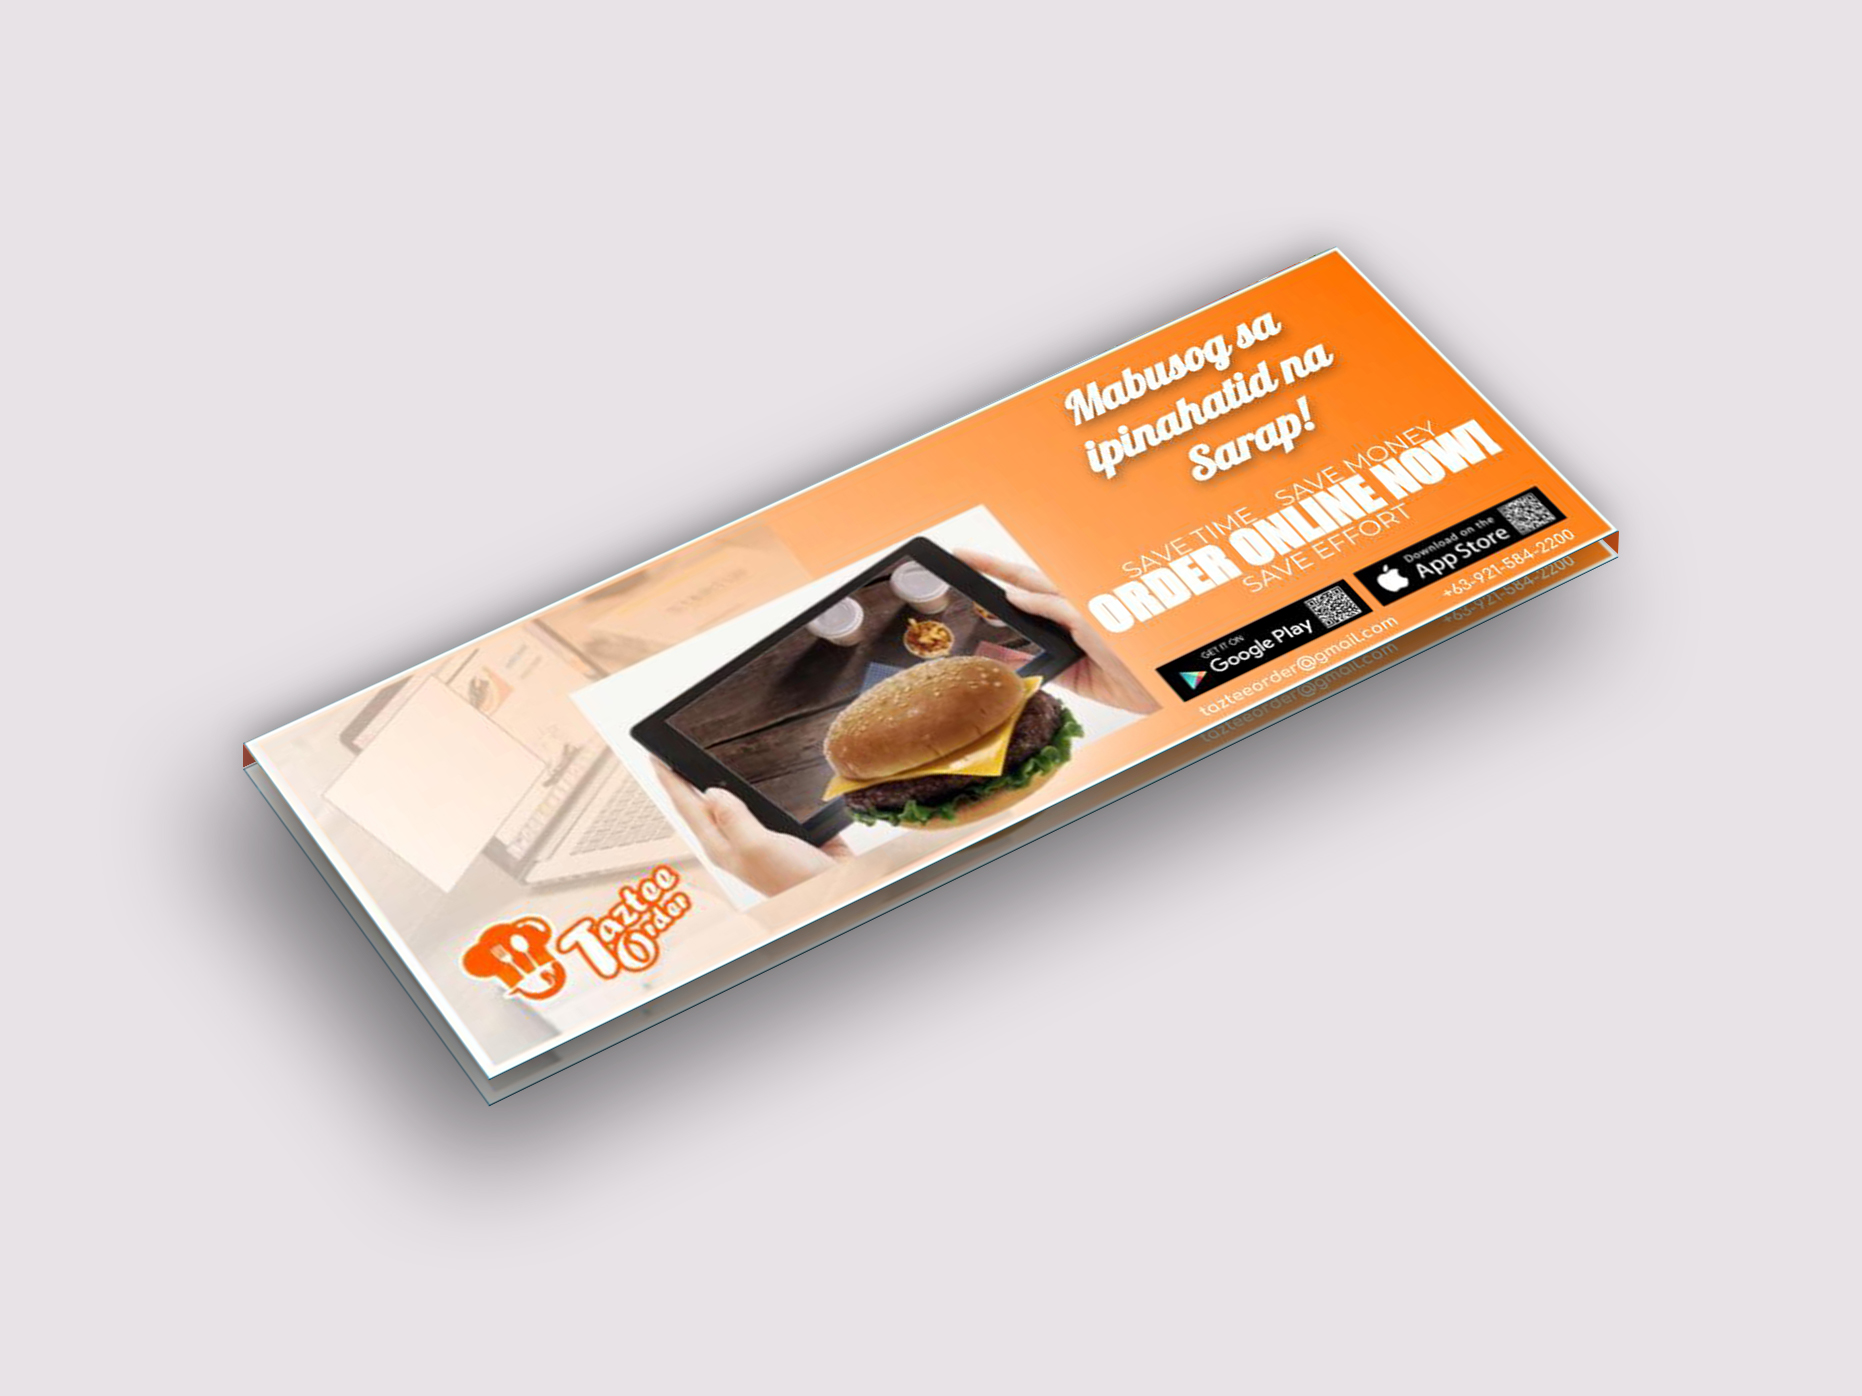 Mabusog sa
ipinahatid na
Sarap!
SAVE TIME SAVE MONEY
ORDER ONLINE NOW!
SAVE EFFORT
GET IT ON
Google Play
Download on the
App Store
tazteeorder@gmail.com
+63-921-584-2200
Taztee
Order